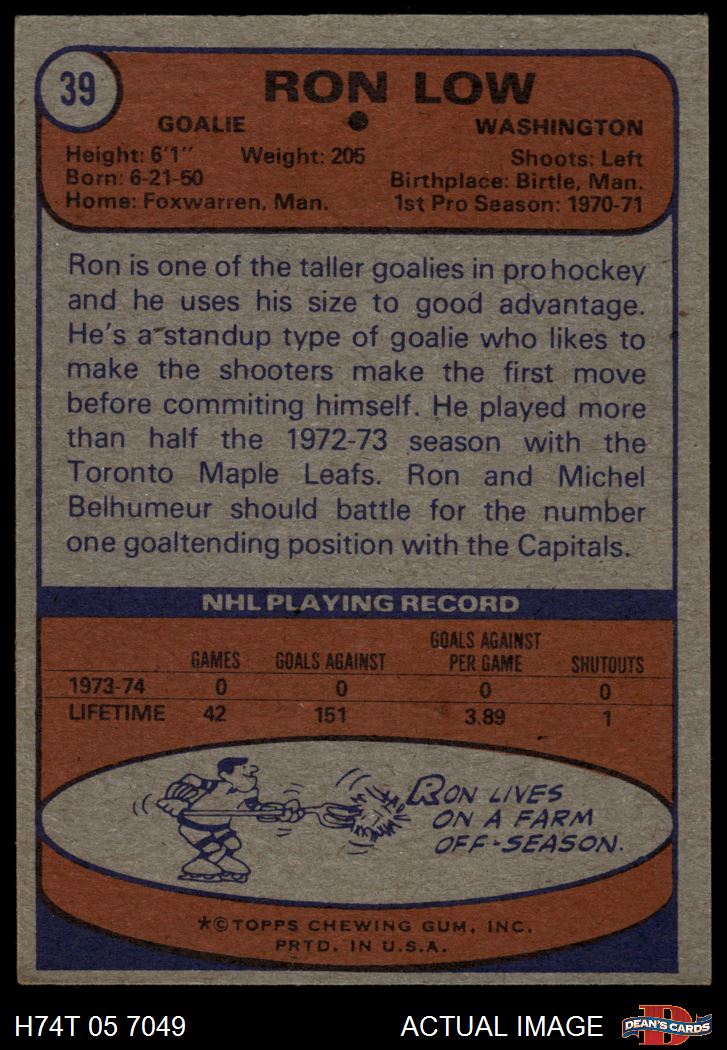 39
RON LOW
GOALIE
WASHINGTON
Height: 6'1" Weight: 205 Shoots: Left
Born: 6-21-50 Birthplace: Birtle, Man.
Home: Foxwarren, Man. 1st Pro Season: 1970-71
Ron is one of the taller goalies in pro hockey
and he uses his size to good advantage.
He's a standup type of goalie who likes to
make the shooters make the first move
before commiting himself. He played more
than half the 1972-73 season with the
Toronto Maple Leafs. Ron and Michel
Belhumeur should battle for the number
one goaltending position with the Capitals.
NHL PLAYING RECORD
GAMES GOALS AGAINST GOALS AGAINST PER GAME SHUTOUTS
1973-74 0 0 0 0
LIFETIME 42 151 3.89 1
RON LIVES
ON A FARM
OFF-SEASON.
*© TOPPS CHEWING GUM, INC.
PRTD. IN U.S.A.
H74T 05 7049 ACTUAL IMAGE
D
DEAN'S CARDS